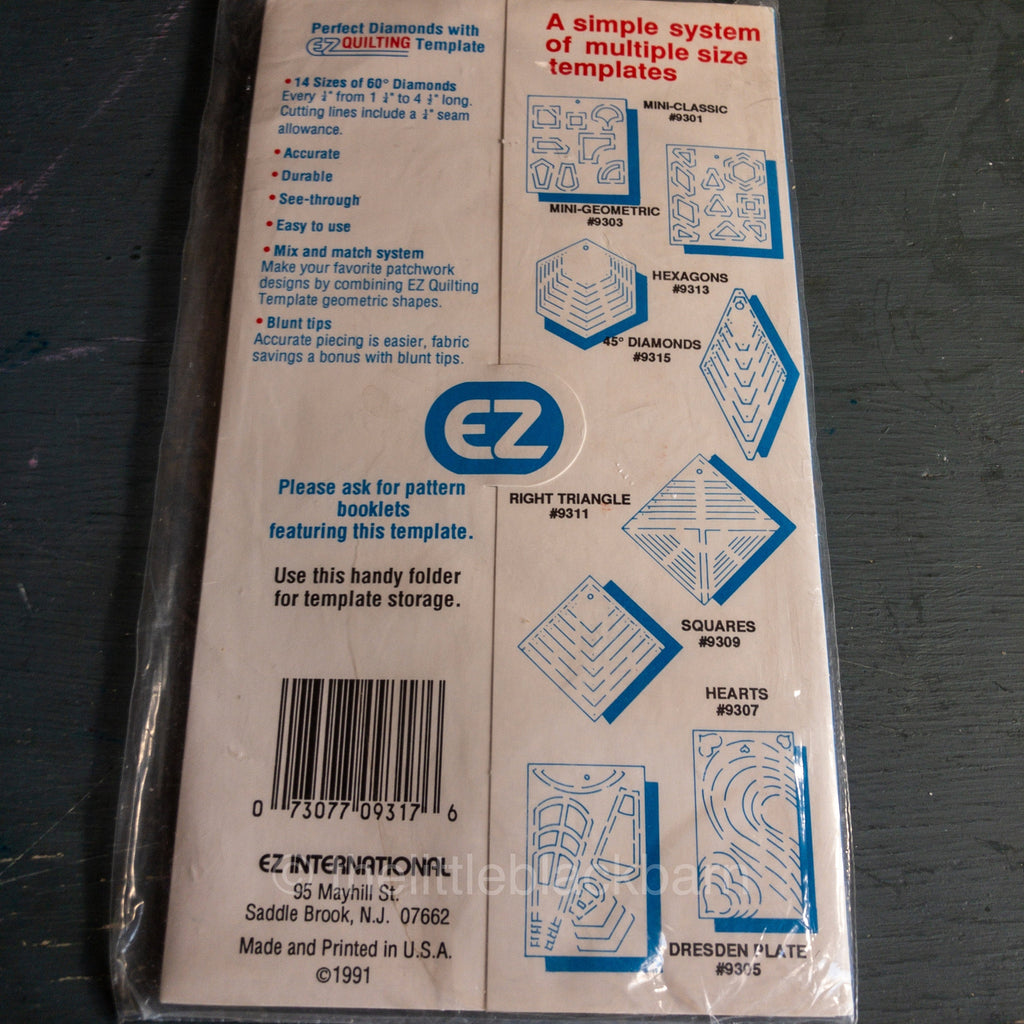 Perfect Diamonds with
EZ QUILTING Template
• 14 Sizes of 60° Diamonds
Every ¼" from 1 ¼" to 4 ½" long.
Cutting lines include a ¼" seam
allowance.
• Accurate
• Durable
• See-through
• Easy to use
• Mix and match system
Make your favorite patchwork
designs by combining EZ Quilting
Template geometric shapes.
• Blunt tips
Accurate piecing is easier, fabric
savings a bonus with blunt tips.
EZ
Please ask for pattern
booklets
featuring this template.
Use this handy folder
for template storage.
0 73077 09317 6
EZ INTERNATIONAL
95 Mayhill St.
Saddle Brook, N.J. 07662
Made and Printed in U.S.A.
©1991
A simple system
of multiple size
templates
MINI-CLASSIC
#9301
MINI-GEOMETRIC
#9303
HEXAGONS
#9313
45° DIAMONDS
#9315
RIGHT TRIANGLE
#9311
SQUARES
#9309
HEARTS
#9307
DRESDEN PLATE
#9305